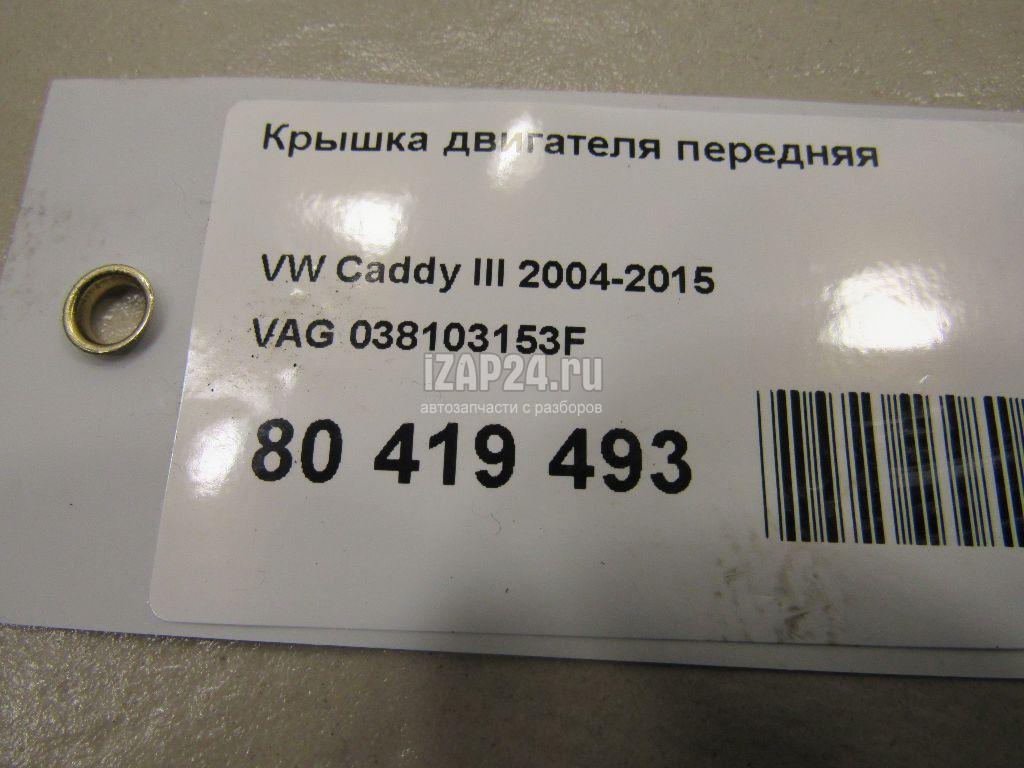 Крышка двигателя передняя
VW Caddy III 2004-2015
VAG 038103153F
iZAP24.ru
автозапчасти с разборов
80 419 493